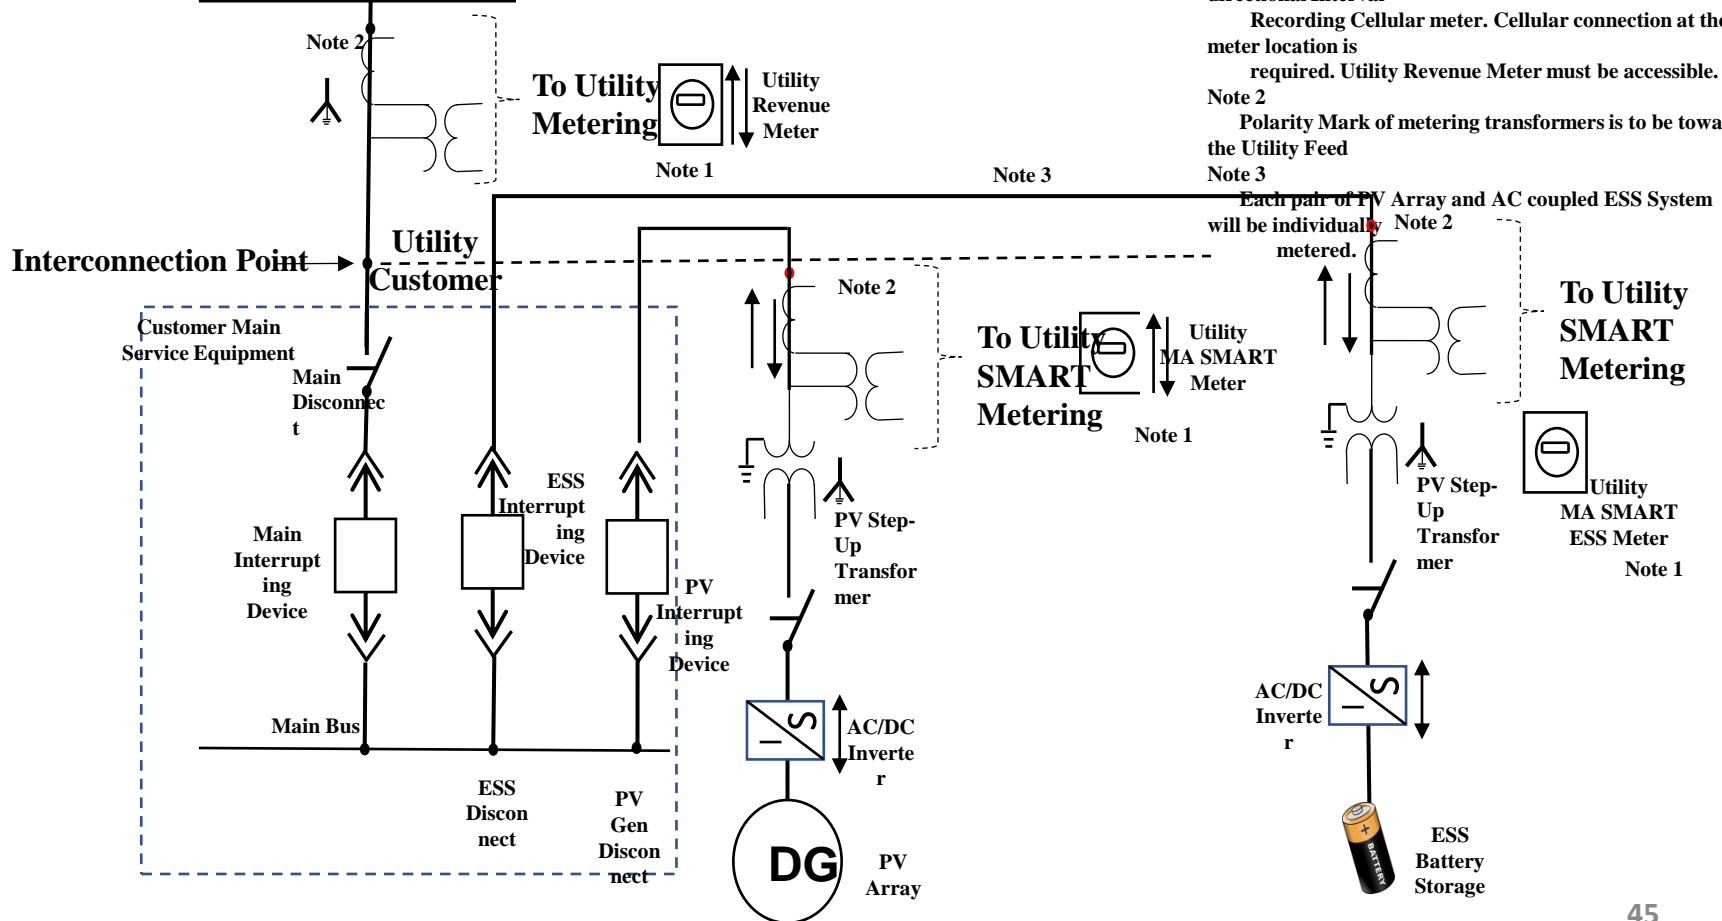 directional Interval
Recording Cellular meter. Cellular connection at the
meter location is
required. Utility Revenue Meter must be accessible.
Note 2
Polarity Mark of metering transformers is to be towa
the Utility Feed
Note 3
Each pair of PV Array and AC coupled ESS System
will be individually
metered.
Note 2
To Utility
Metering
Utility
Revenue
Meter
Note 1
Note 3
Interconnection Point
Utility
Customer
Note 2
To Utility
SMART
Metering
Utility
MA SMART
Meter
Note 1
Note 2
To Utility
SMART
Metering
Customer Main
Service Equipment
Main
Disconnec
t
Main
Interrupt
ing
Device
ESS
Interrupt
ing
Device
PV
Interrupt
ing
Device
PV Step-
Up
Transfor
mer
PV Step-
Up
Transfor
mer
Utility
MA SMART
ESS Meter
Note 1
Main Bus
ESS
Discon
nect
PV
Gen
Discon
nect
AC/DC
Inverte
r
DG
PV
Array
AC/DC
Inverte
r
BATTERY
ESS
Battery
Storage
45